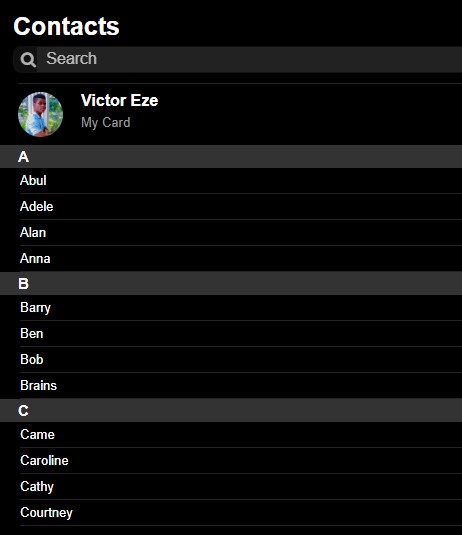 Contacts
Search
Victor Eze
My Card
A
Abul
Adele
Alan
Anna
B
Barry
Ben
Bob
Brains
C
Came
Caroline
Cathy
Courtney